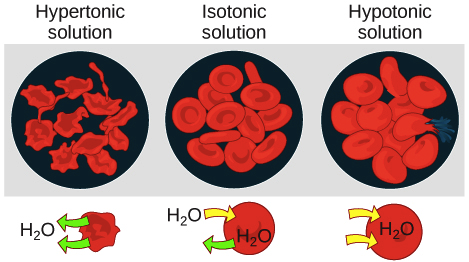 Hypertonic
solution
Isotonic
solution
Hypotonic
solution
H₂O
H₂O
H₂O
H₂O